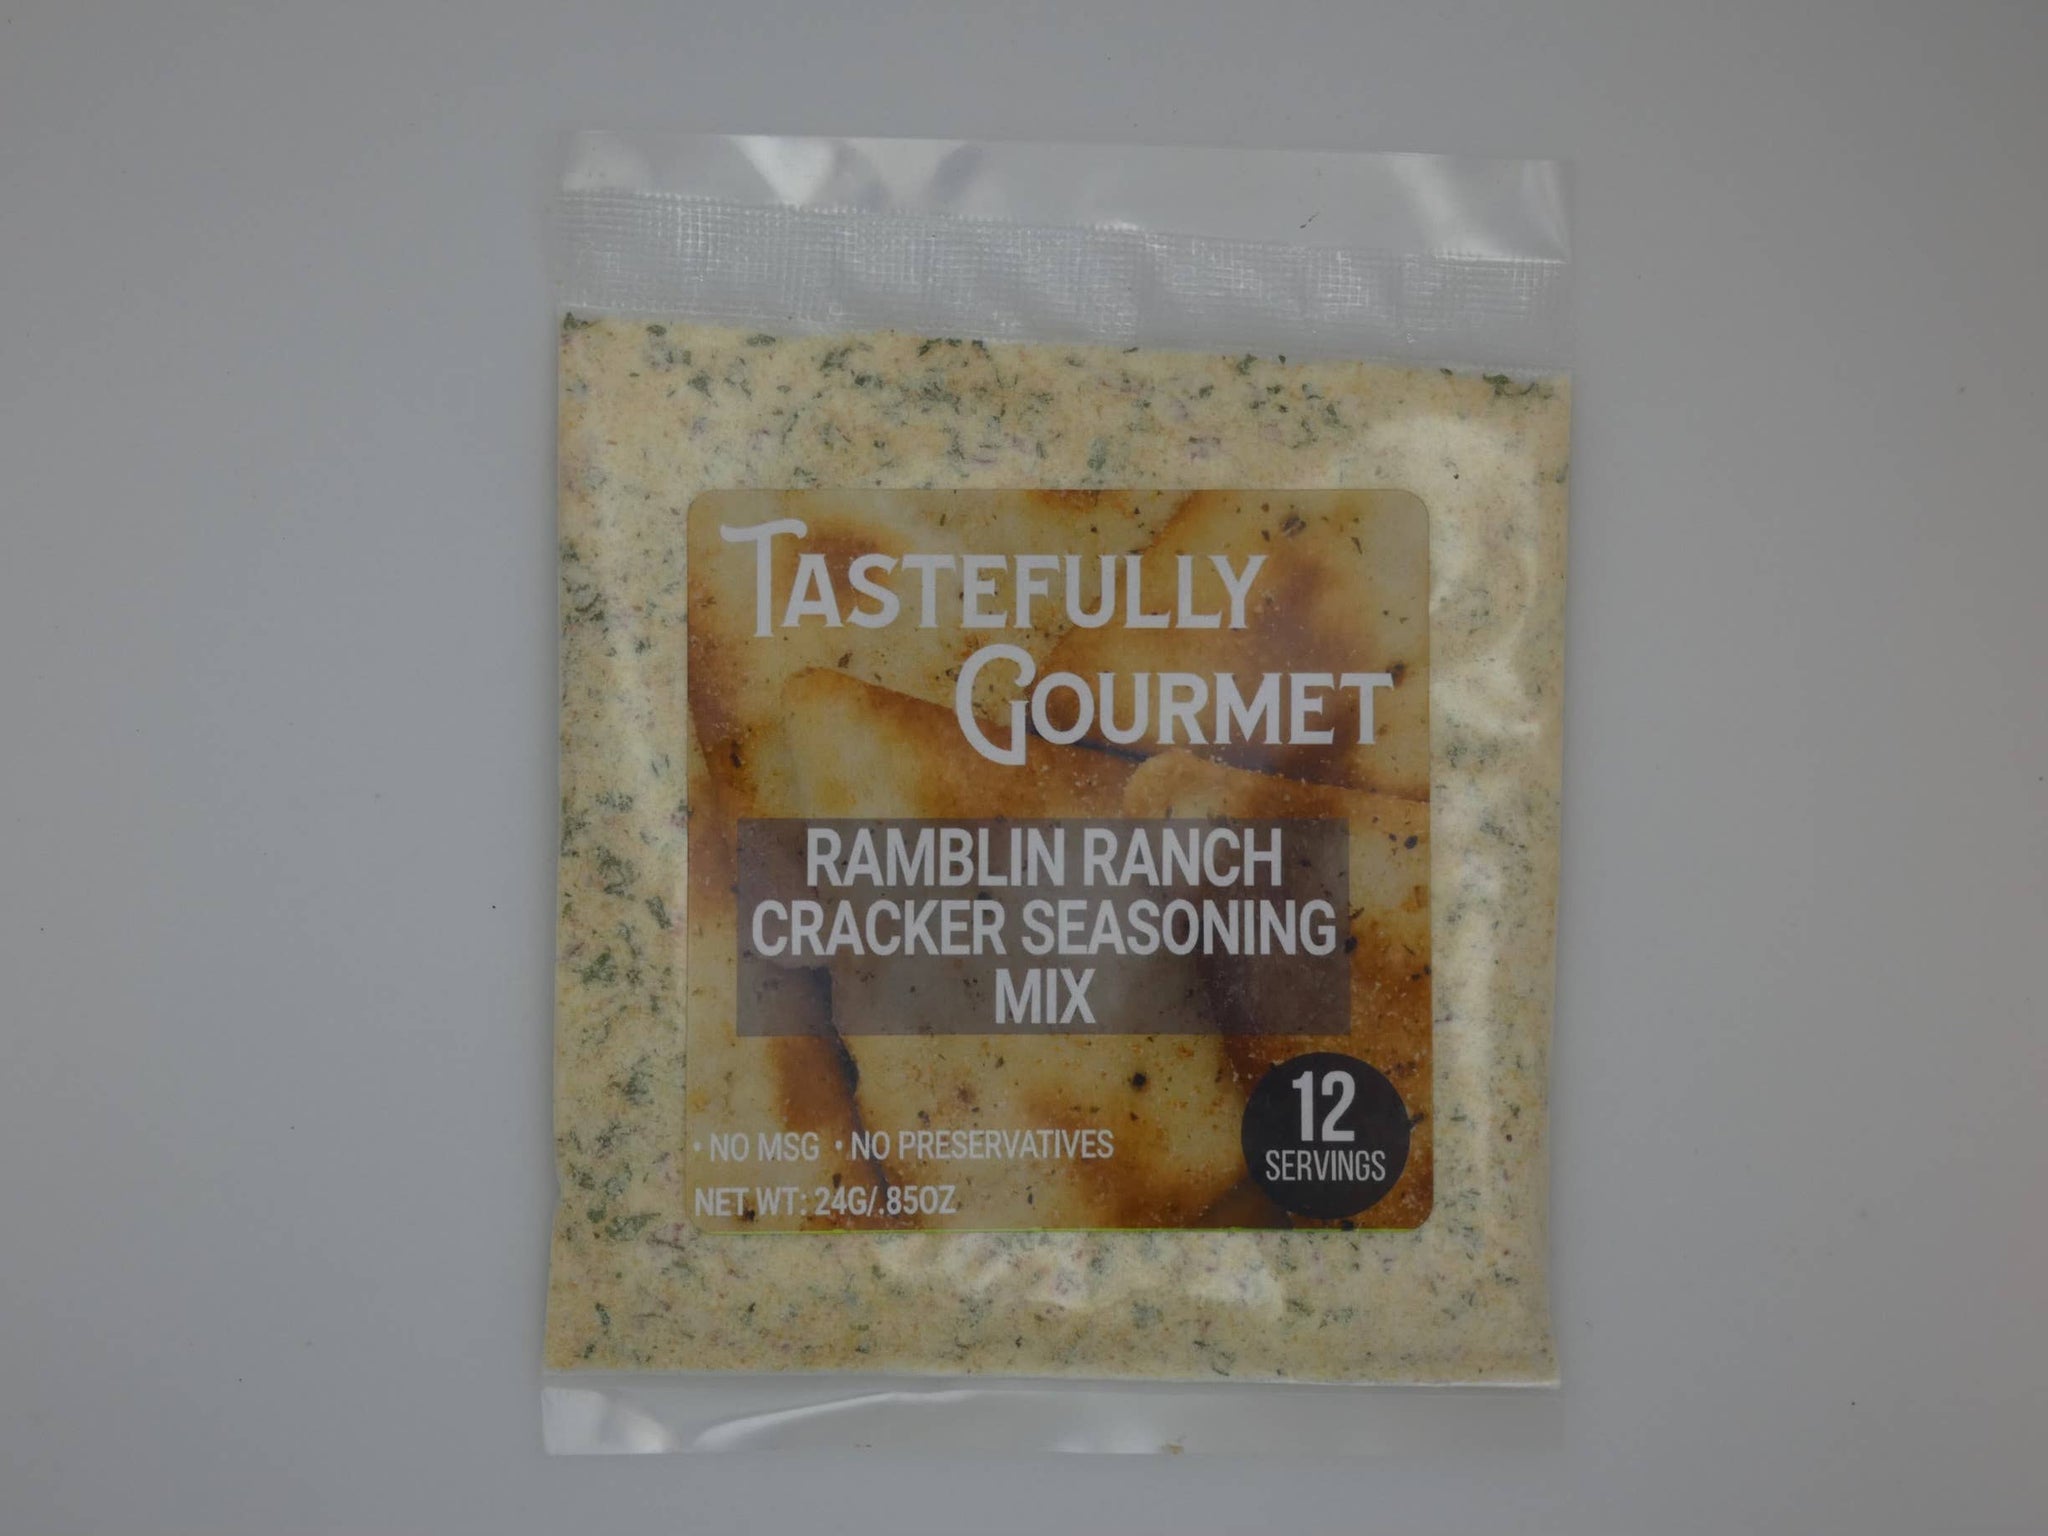 TASTEFULLY
GOURMET
RAMBLIN RANCH
CRACKER SEASONING
MIX
12
SERVINGS
• NO MSG • NO PRESERVATIVES
NET WT: 24G/.85OZ